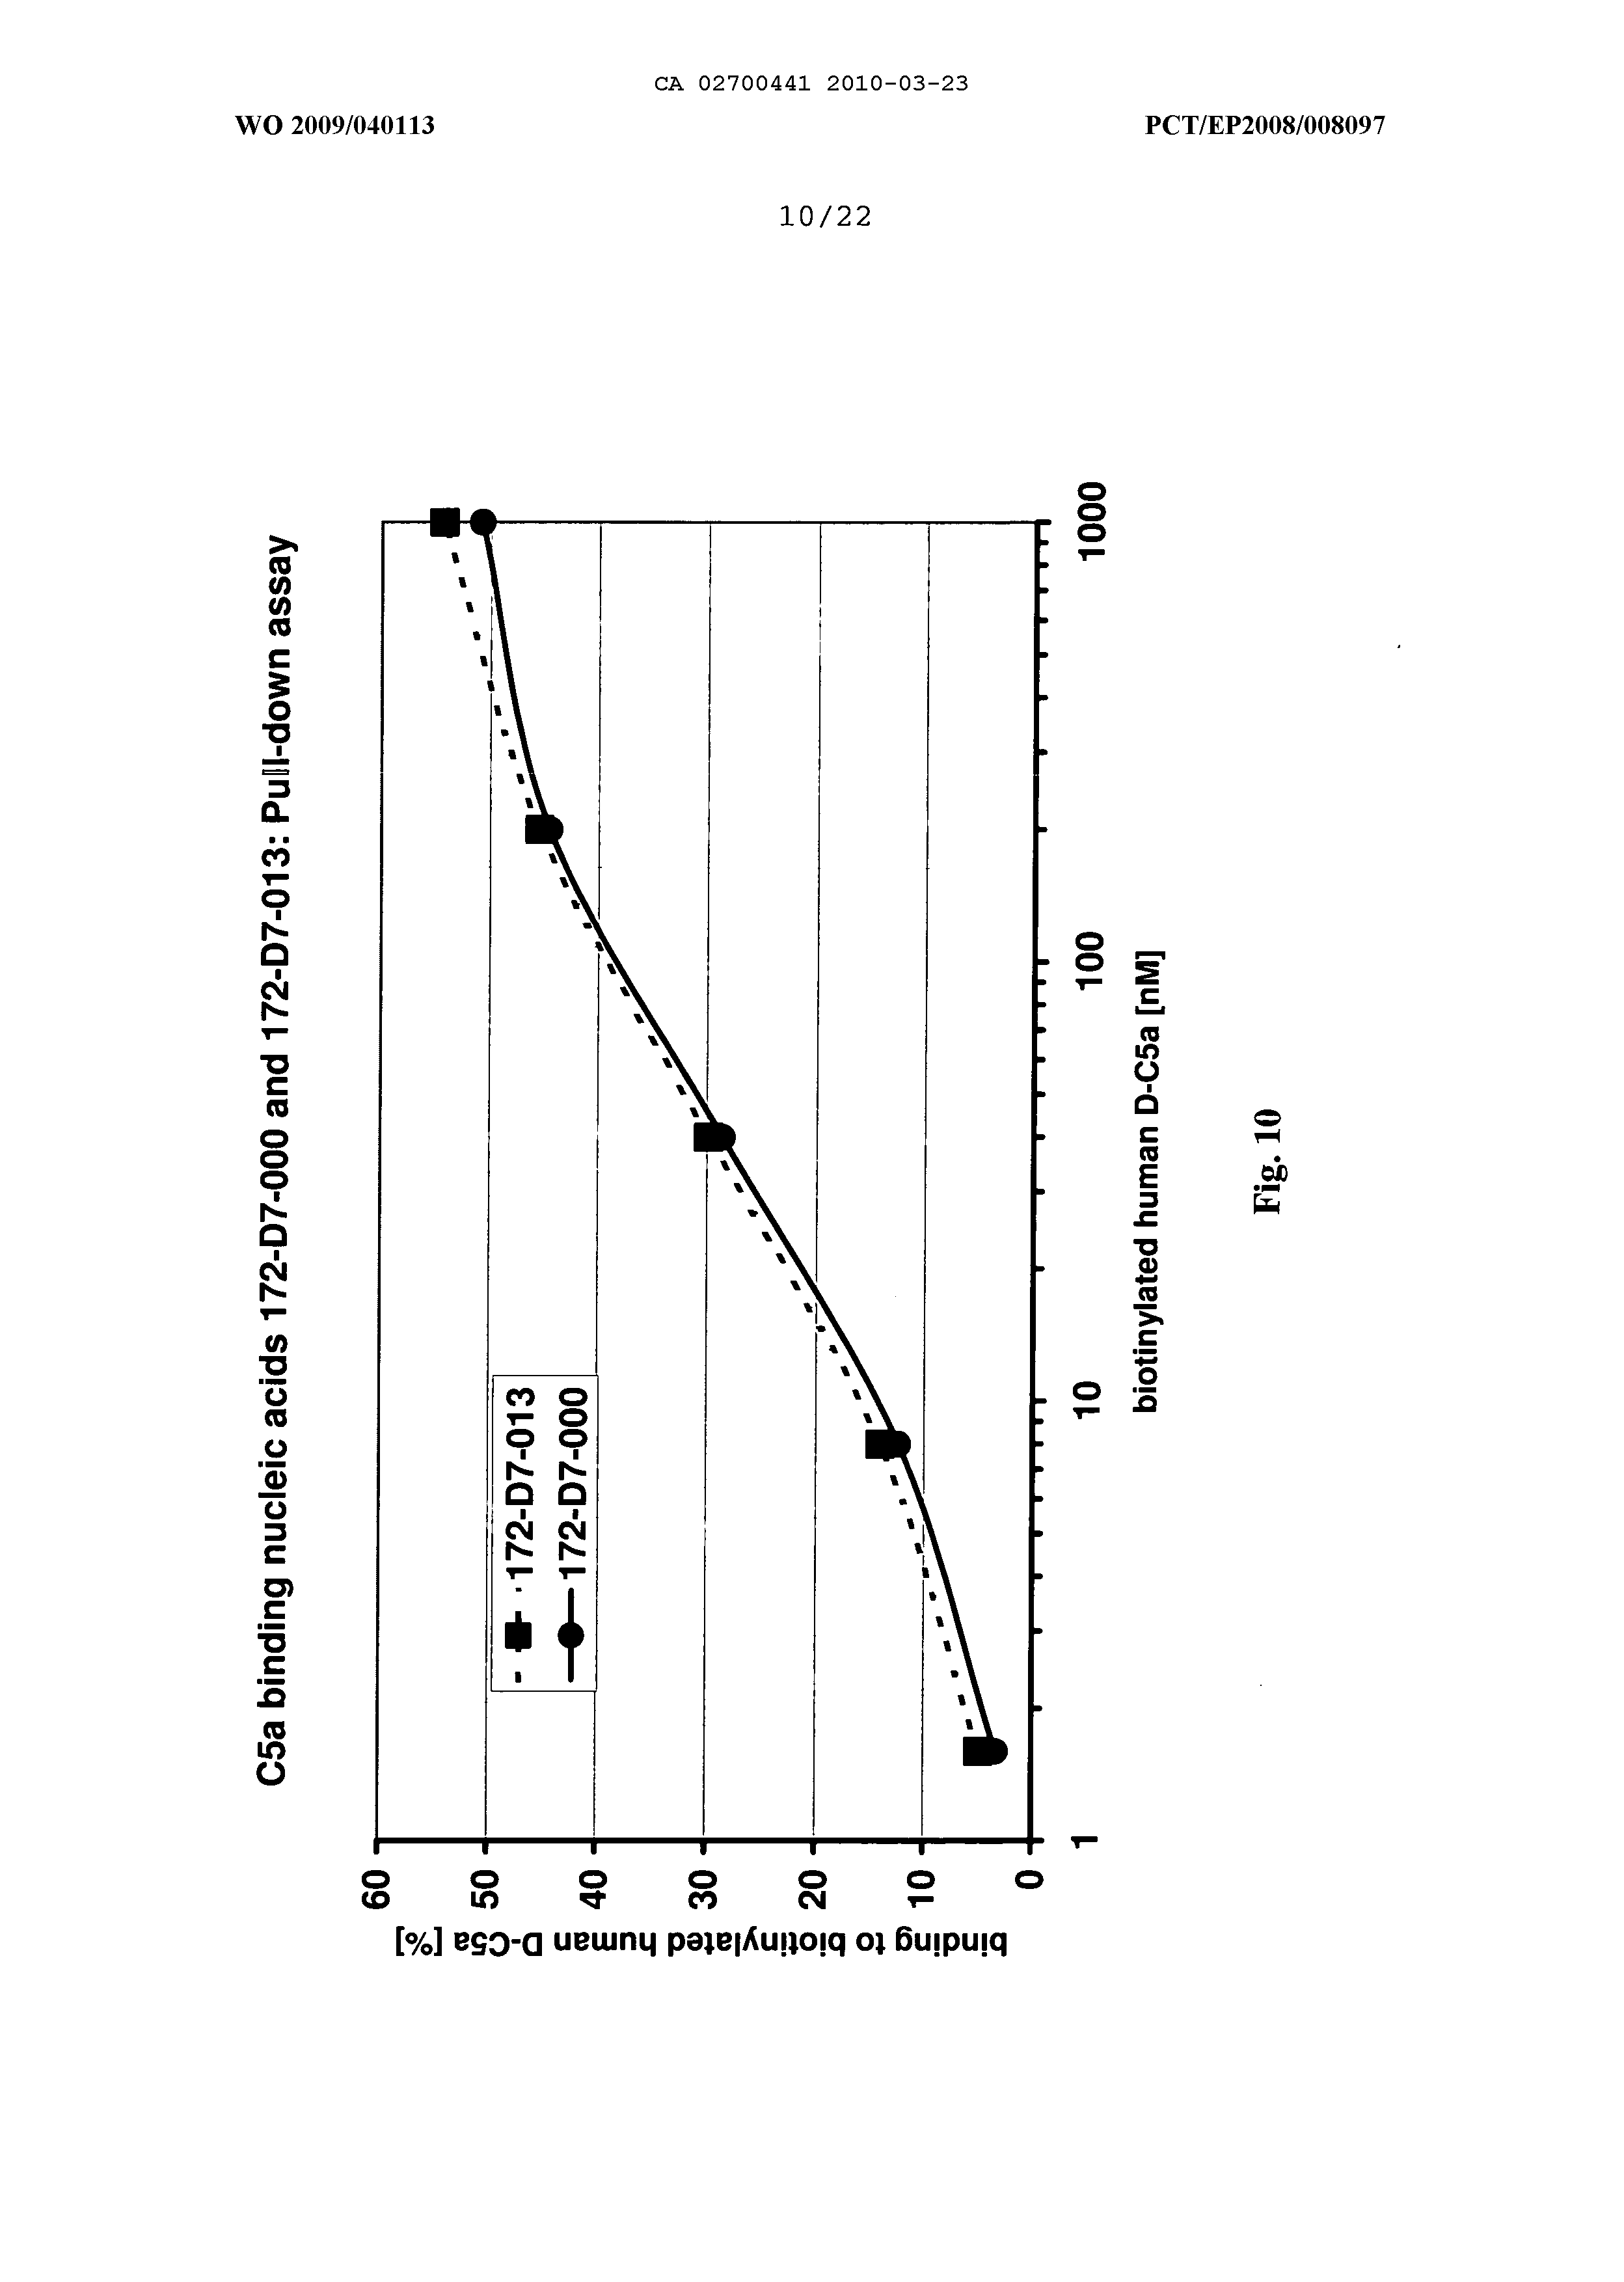 CA 02700441 2010-03-23
WO 2009/040113
PCT/EP2008/008097
10/22
C5a binding nucleic acids 172-D7-000 and 172-D7-013: Pull-down assay
binding to biotinylated human D-C5a [%]
60
50
40
30
20
10
0
172-D7-013
172-D7-000
1
10
100
1000
biotinylated human D-C5a [nM]
Fig. 10